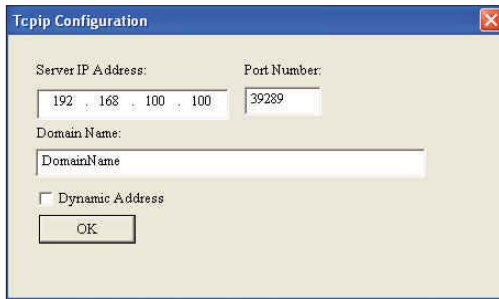 Tcpip Configuration
Server IP Address: Port Number:
192 . 168 . 100 . 100 39289
Domain Name:
DomainName
Dynamic Address
OK